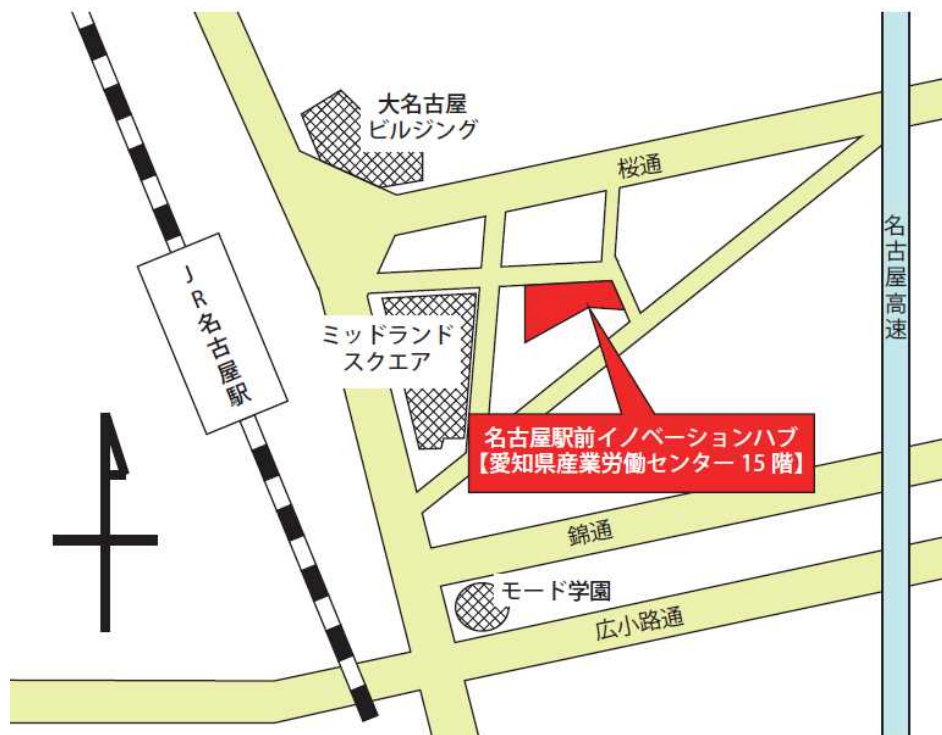 大名古屋
ビルジング
桜通
名古屋高速
JR名古屋駅
ミッドランド
スクエア
名古屋駅前イノベーションハブ
【愛知県産業労働センター 15 階】
錦通
モード学園
広小路通